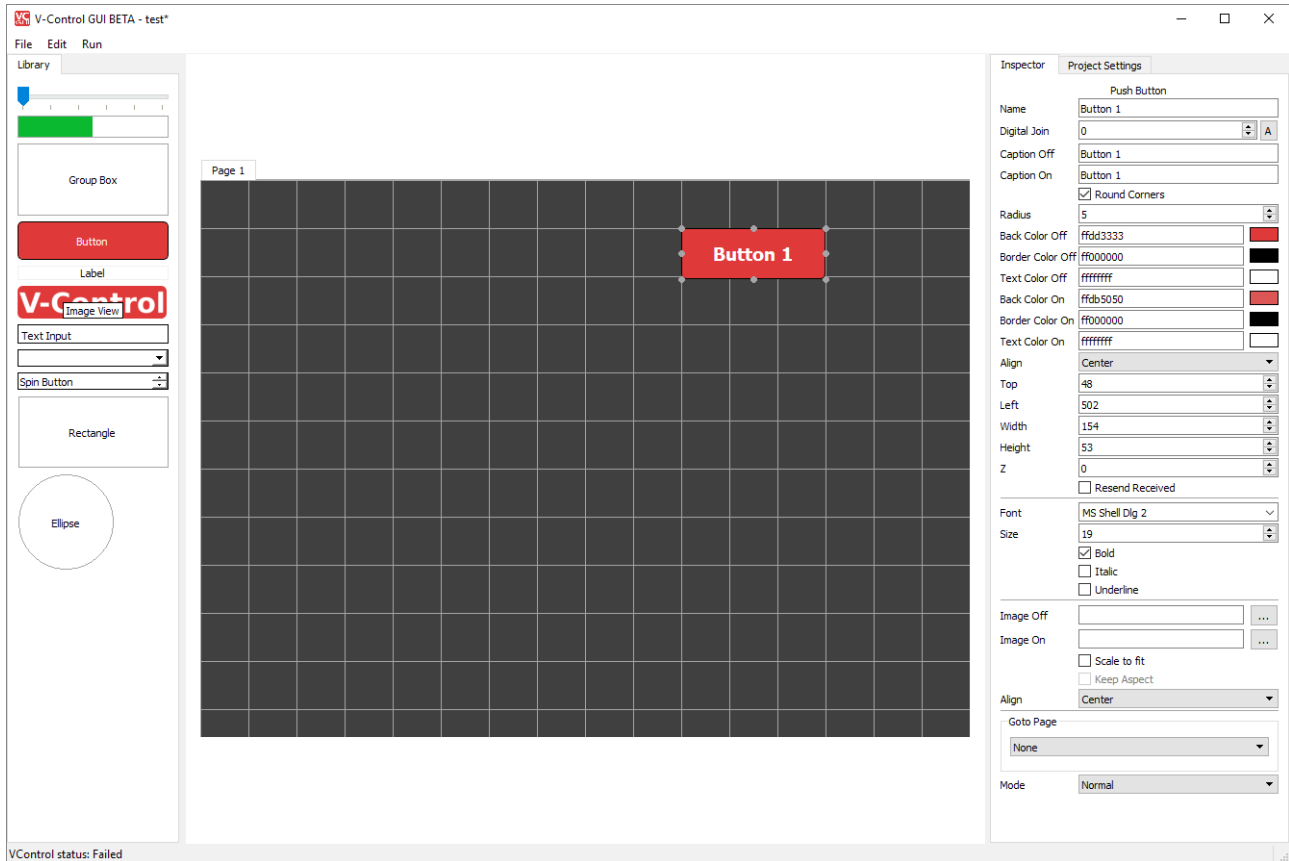 V-Control GUI BETA - test*
File Edit Run
Library
Group Box
Button
Label
Image View
Text Input
Spin Button
Rectangle
Ellipse
Page 1
Button 1
Inspector Project Settings
Push Button
Name Button 1
Digital Join 0 A
Caption Off Button 1
Caption On Button 1
Round Corners
Radius 5
Back Color Off ffdd3333
Border Color Off ff000000
Text Color Off ffffffff
Back Color On ffdb5050
Border Color On ff000000
Text Color On ffffffff
Align Center
Top 48
Left 502
Width 154
Height 53
Z 0
Resend Received
Font MS Shell Dlg 2
Size 19
Bold
Italic
Underline
Image Off ...
Image On ...
Scale to fit
Keep Aspect
Align Center
Goto Page
None
Mode Normal
VControl status: Failed